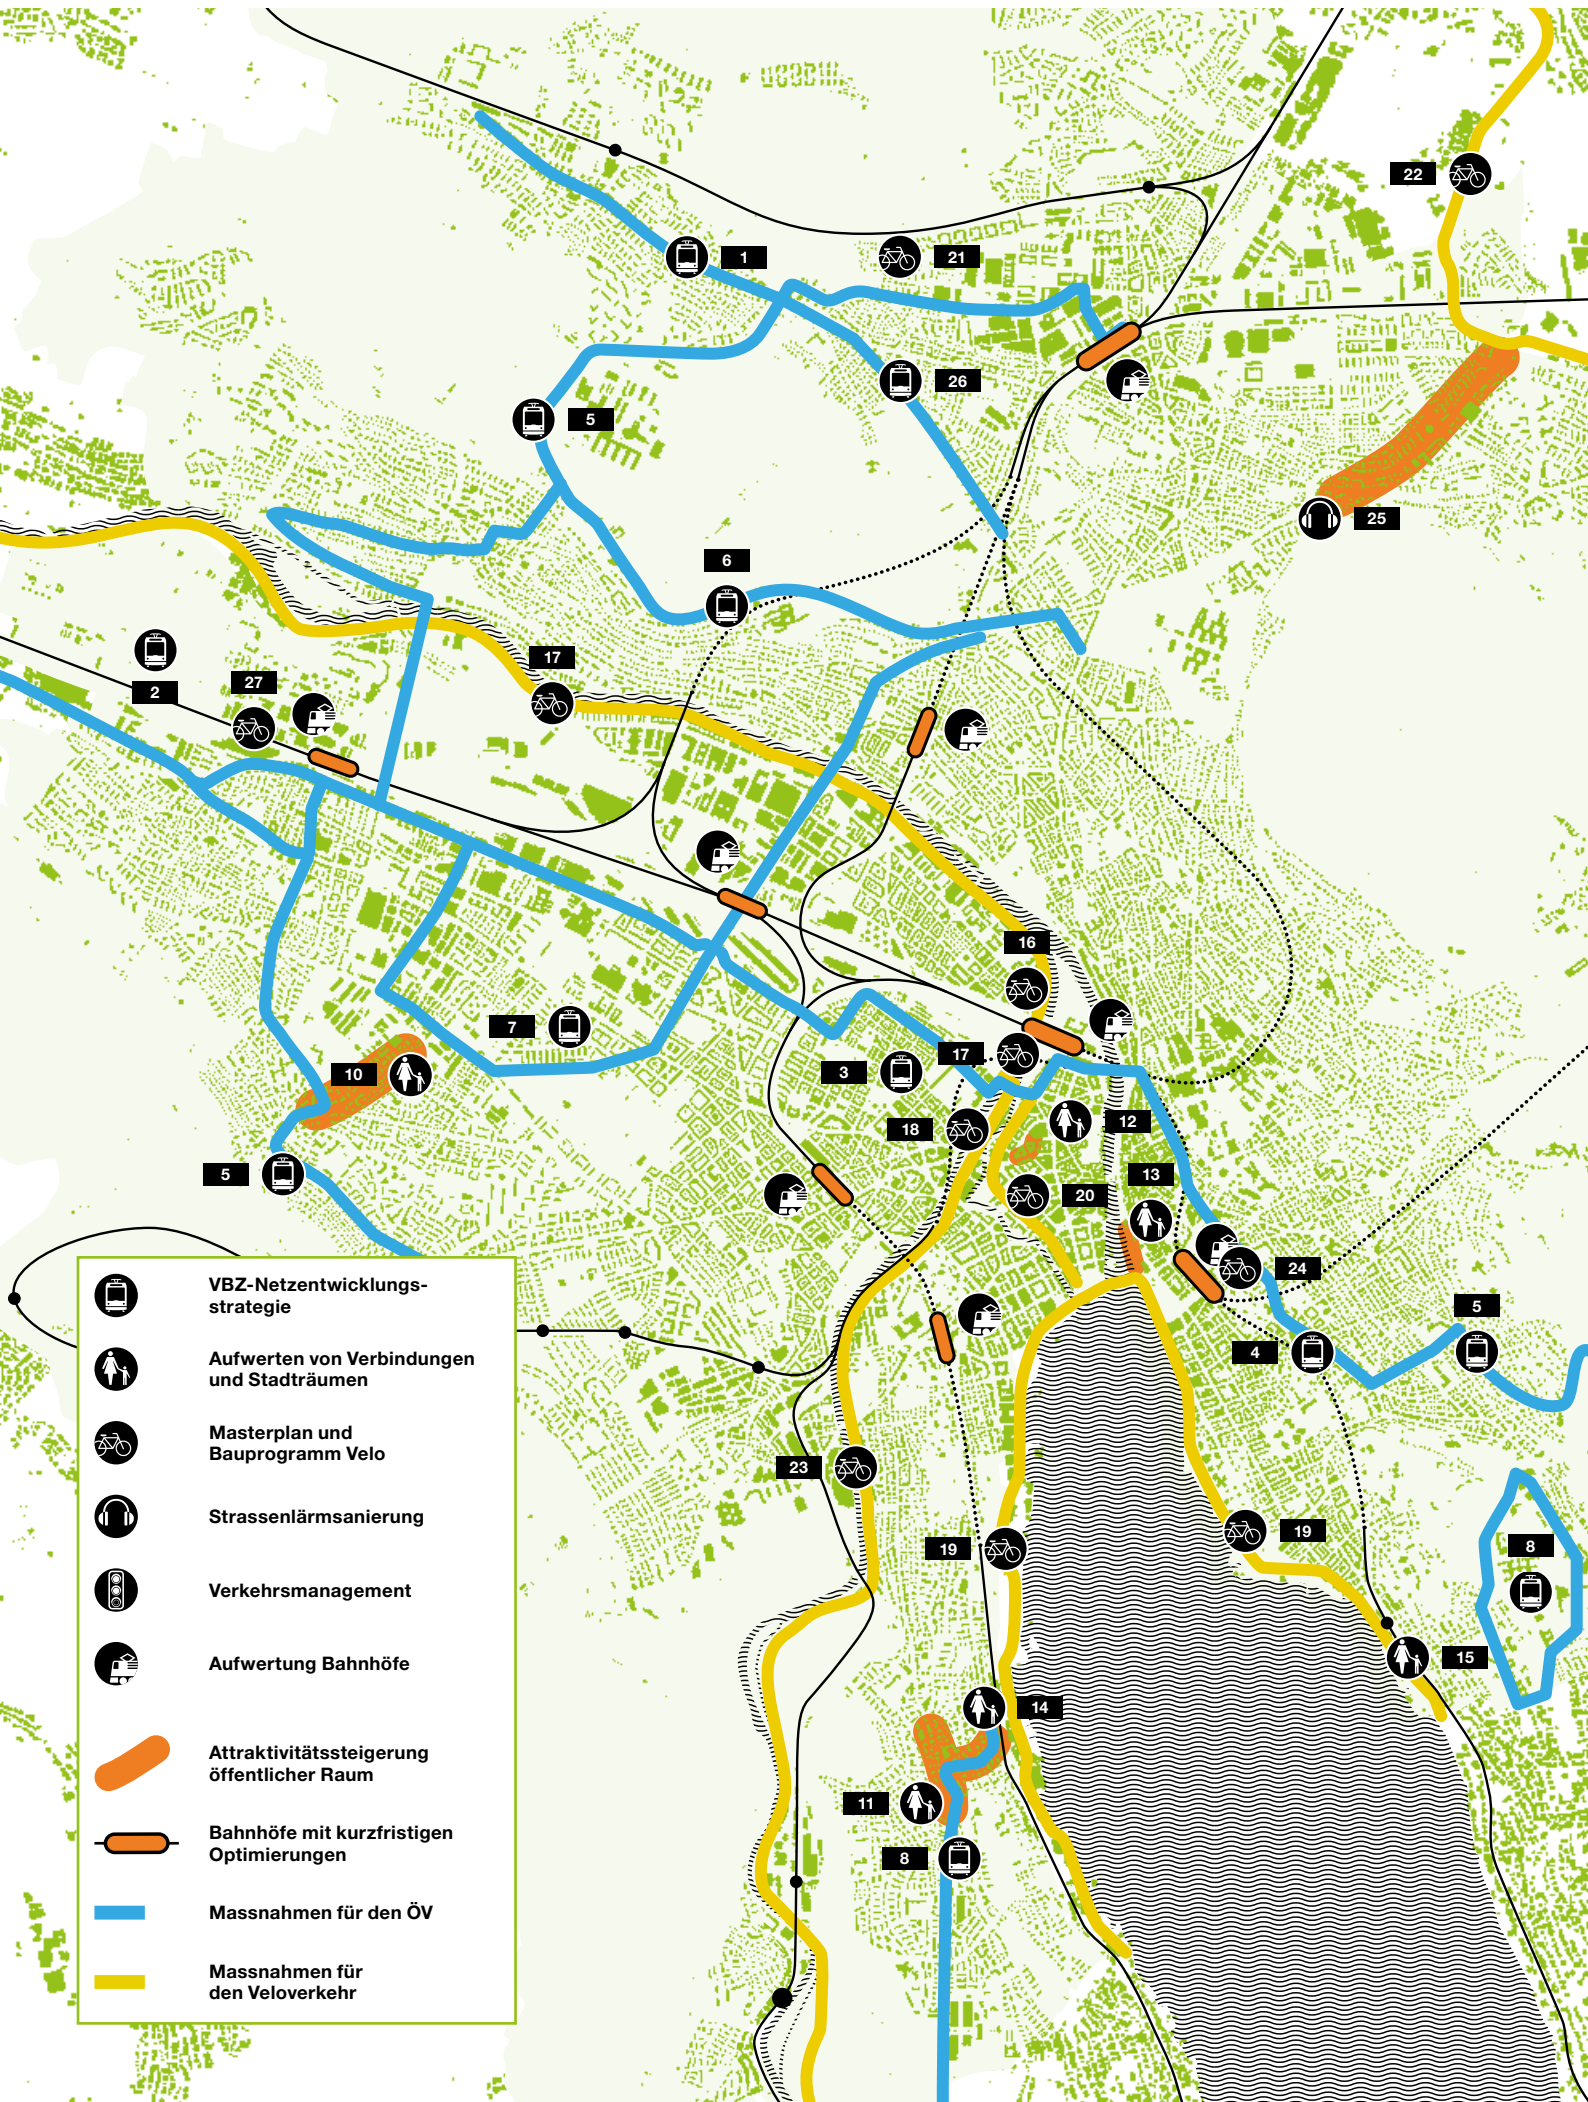 22
1
21
26
5
25
6
17
27
2
16
17
7
3
10
12
18
13
5
20
24
5
4
23
19
19
8
15
14
11
8
VBZ-Netzentwicklungs-
strategie
Aufwerten von Verbindungen
und Stadträumen
Masterplan und
Bauprogramm Velo
Strassenlärmsanierung
Verkehrsmanagement
Aufwertung Bahnhöfe
Attraktivitätssteigerung
öffentlicher Raum
Bahnhöfe mit kurzfristigen
Optimierungen
Massnahmen für den ÖV
Massnahmen für
den Veloverkehr